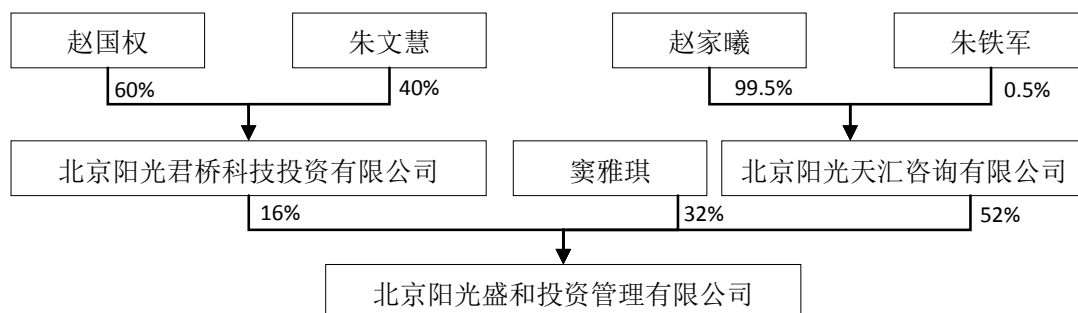 赵国权
朱文慧
赵家曦
朱铁军
60%
40%
99.5%
0.5%
北京阳光君桥科技投资有限公司
窦雅琪
北京阳光天汇咨询有限公司
16%
32%
52%
北京阳光盛和投资管理有限公司